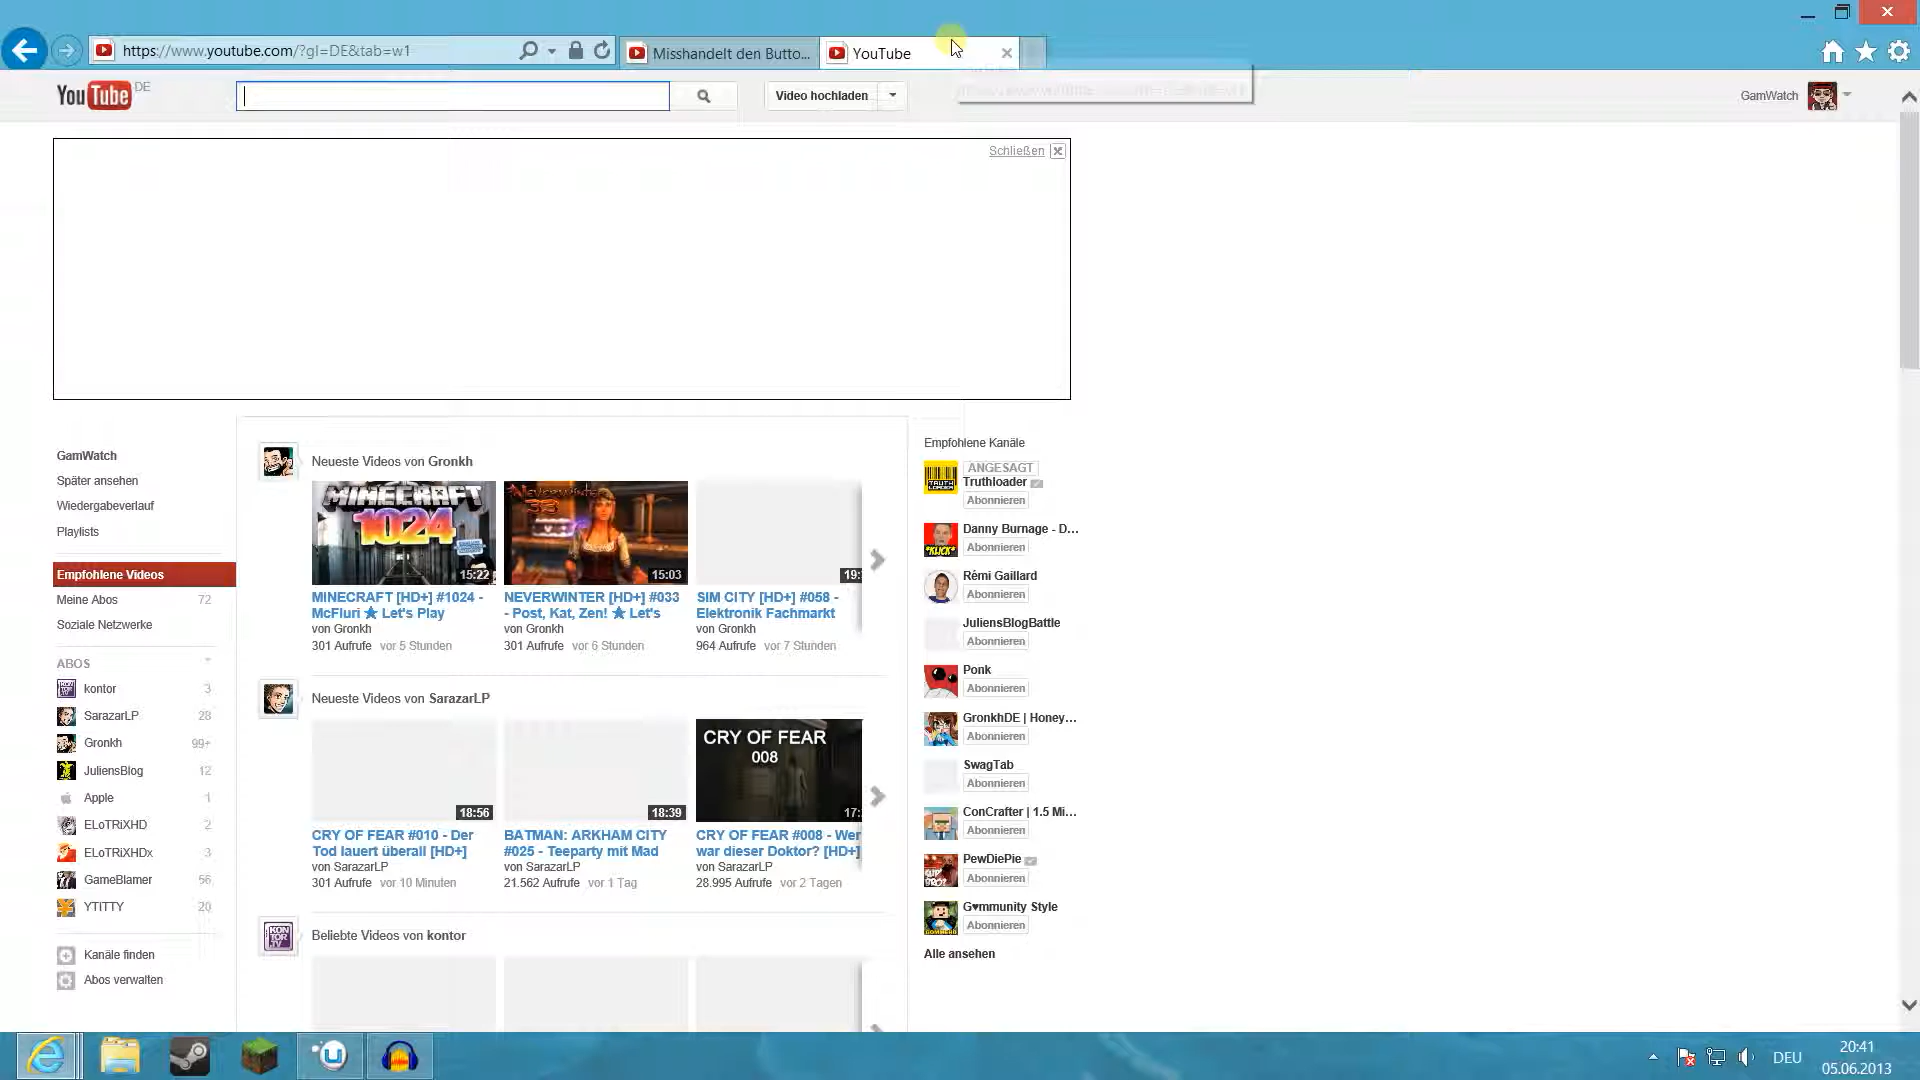 https://www.youtube.com/?gl=DE&tab=w1
Misshandelt den Butto...
YouTube
YouTube DE
Video hochladen
GamWatch
Schließen
GamWatch
Später ansehen
Wiedergabeverlauf
Playlists
Empfohlene Videos
Meine Abos 72
Soziale Netzwerke
ABOS
kontor 3
SarazarLP 28
Gronkh 99+
JuliensBlog 12
Apple 1
ELoTRiXHD 2
ELoTRiXHDx 3
GameBlamer 56
YTITTY 20
Kanäle finden
Abos verwalten
Neueste Videos von Gronkh
MINECRAFT
1024
15:22
MINECRAFT [HD+] #1024 -
McFluri ★ Let's Play
von Gronkh
301 Aufrufe vor 5 Stunden
Neverwinter
33
15:03
NEVERWINTER [HD+] #033
- Post, Kat, Zen! ★ Let's
von Gronkh
301 Aufrufe vor 6 Stunden
SIM CITY [HD+] #058 -
Elektronik Fachmarkt
von Gronkh
964 Aufrufe vor 7 Stunden
Neueste Videos von SarazarLP
18:56
CRY OF FEAR #010 - Der
Tod lauert überall [HD+]
von SarazarLP
301 Aufrufe vor 10 Minuten
18:39
BATMAN: ARKHAM CITY
#025 - Teeparty mit Mad
von SarazarLP
21.562 Aufrufe vor 1 Tag
CRY OF FEAR
008
CRY OF FEAR #008 - Wer
war dieser Doktor? [HD+]
von SarazarLP
28.995 Aufrufe vor 2 Tagen
KON
TOR
TV
Beliebte Videos von kontor
Empfohlene Kanäle
ANGESAGT
Truthloader
Abonnieren
Danny Burnage - D...
Abonnieren
Rémi Gaillard
Abonnieren
JuliensBlogBattle
Abonnieren
Ponk
Abonnieren
GronkhDE | Honey...
Abonnieren
SwagTab
Abonnieren
ConCrafter | 1.5 Mi...
Abonnieren
PewDiePie
Abonnieren
G♥mmunity Style
Abonnieren
Alle ansehen
DEU
20:41
05.06.2013